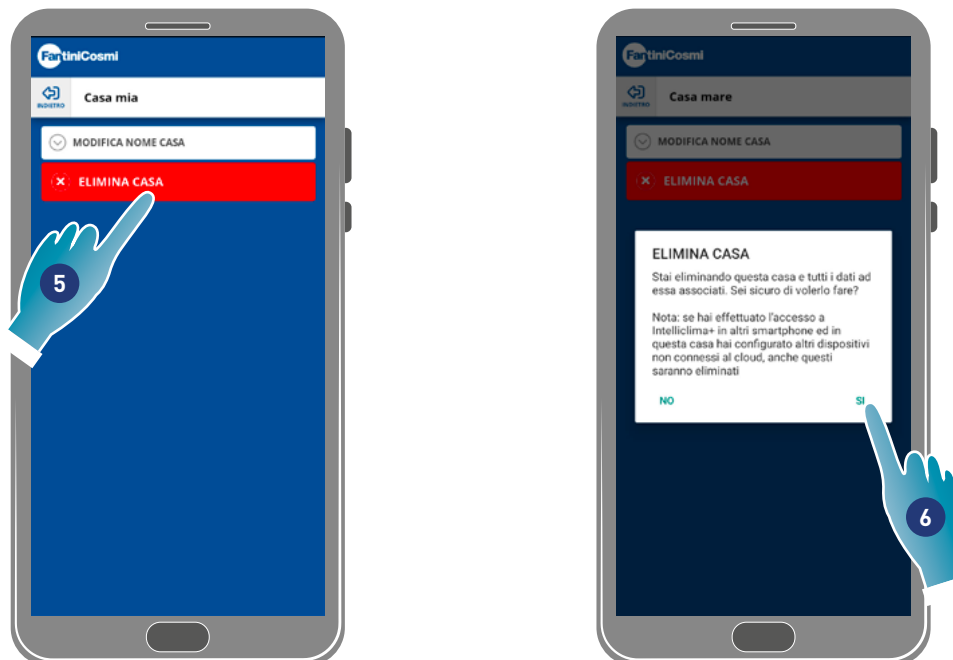 FantiniCosmi
INDIETRO
Casa mia
MODIFICA NOME CASA
ELIMINA CASA
5
FantiniCosmi
INDIETRO
Casa mare
MODIFICA NOME CASA
ELIMINA CASA
ELIMINA CASA
Stai eliminando questa casa e tutti i dati ad
essa associati. Sei sicuro di volerlo fare?
Nota: se hai effettuato l'accesso a
Intelliclima+ in altri smartphone ed in
questa casa hai configurato altri dispositivi
non connessi al cloud, anche questi
saranno eliminati
NO
SI
6